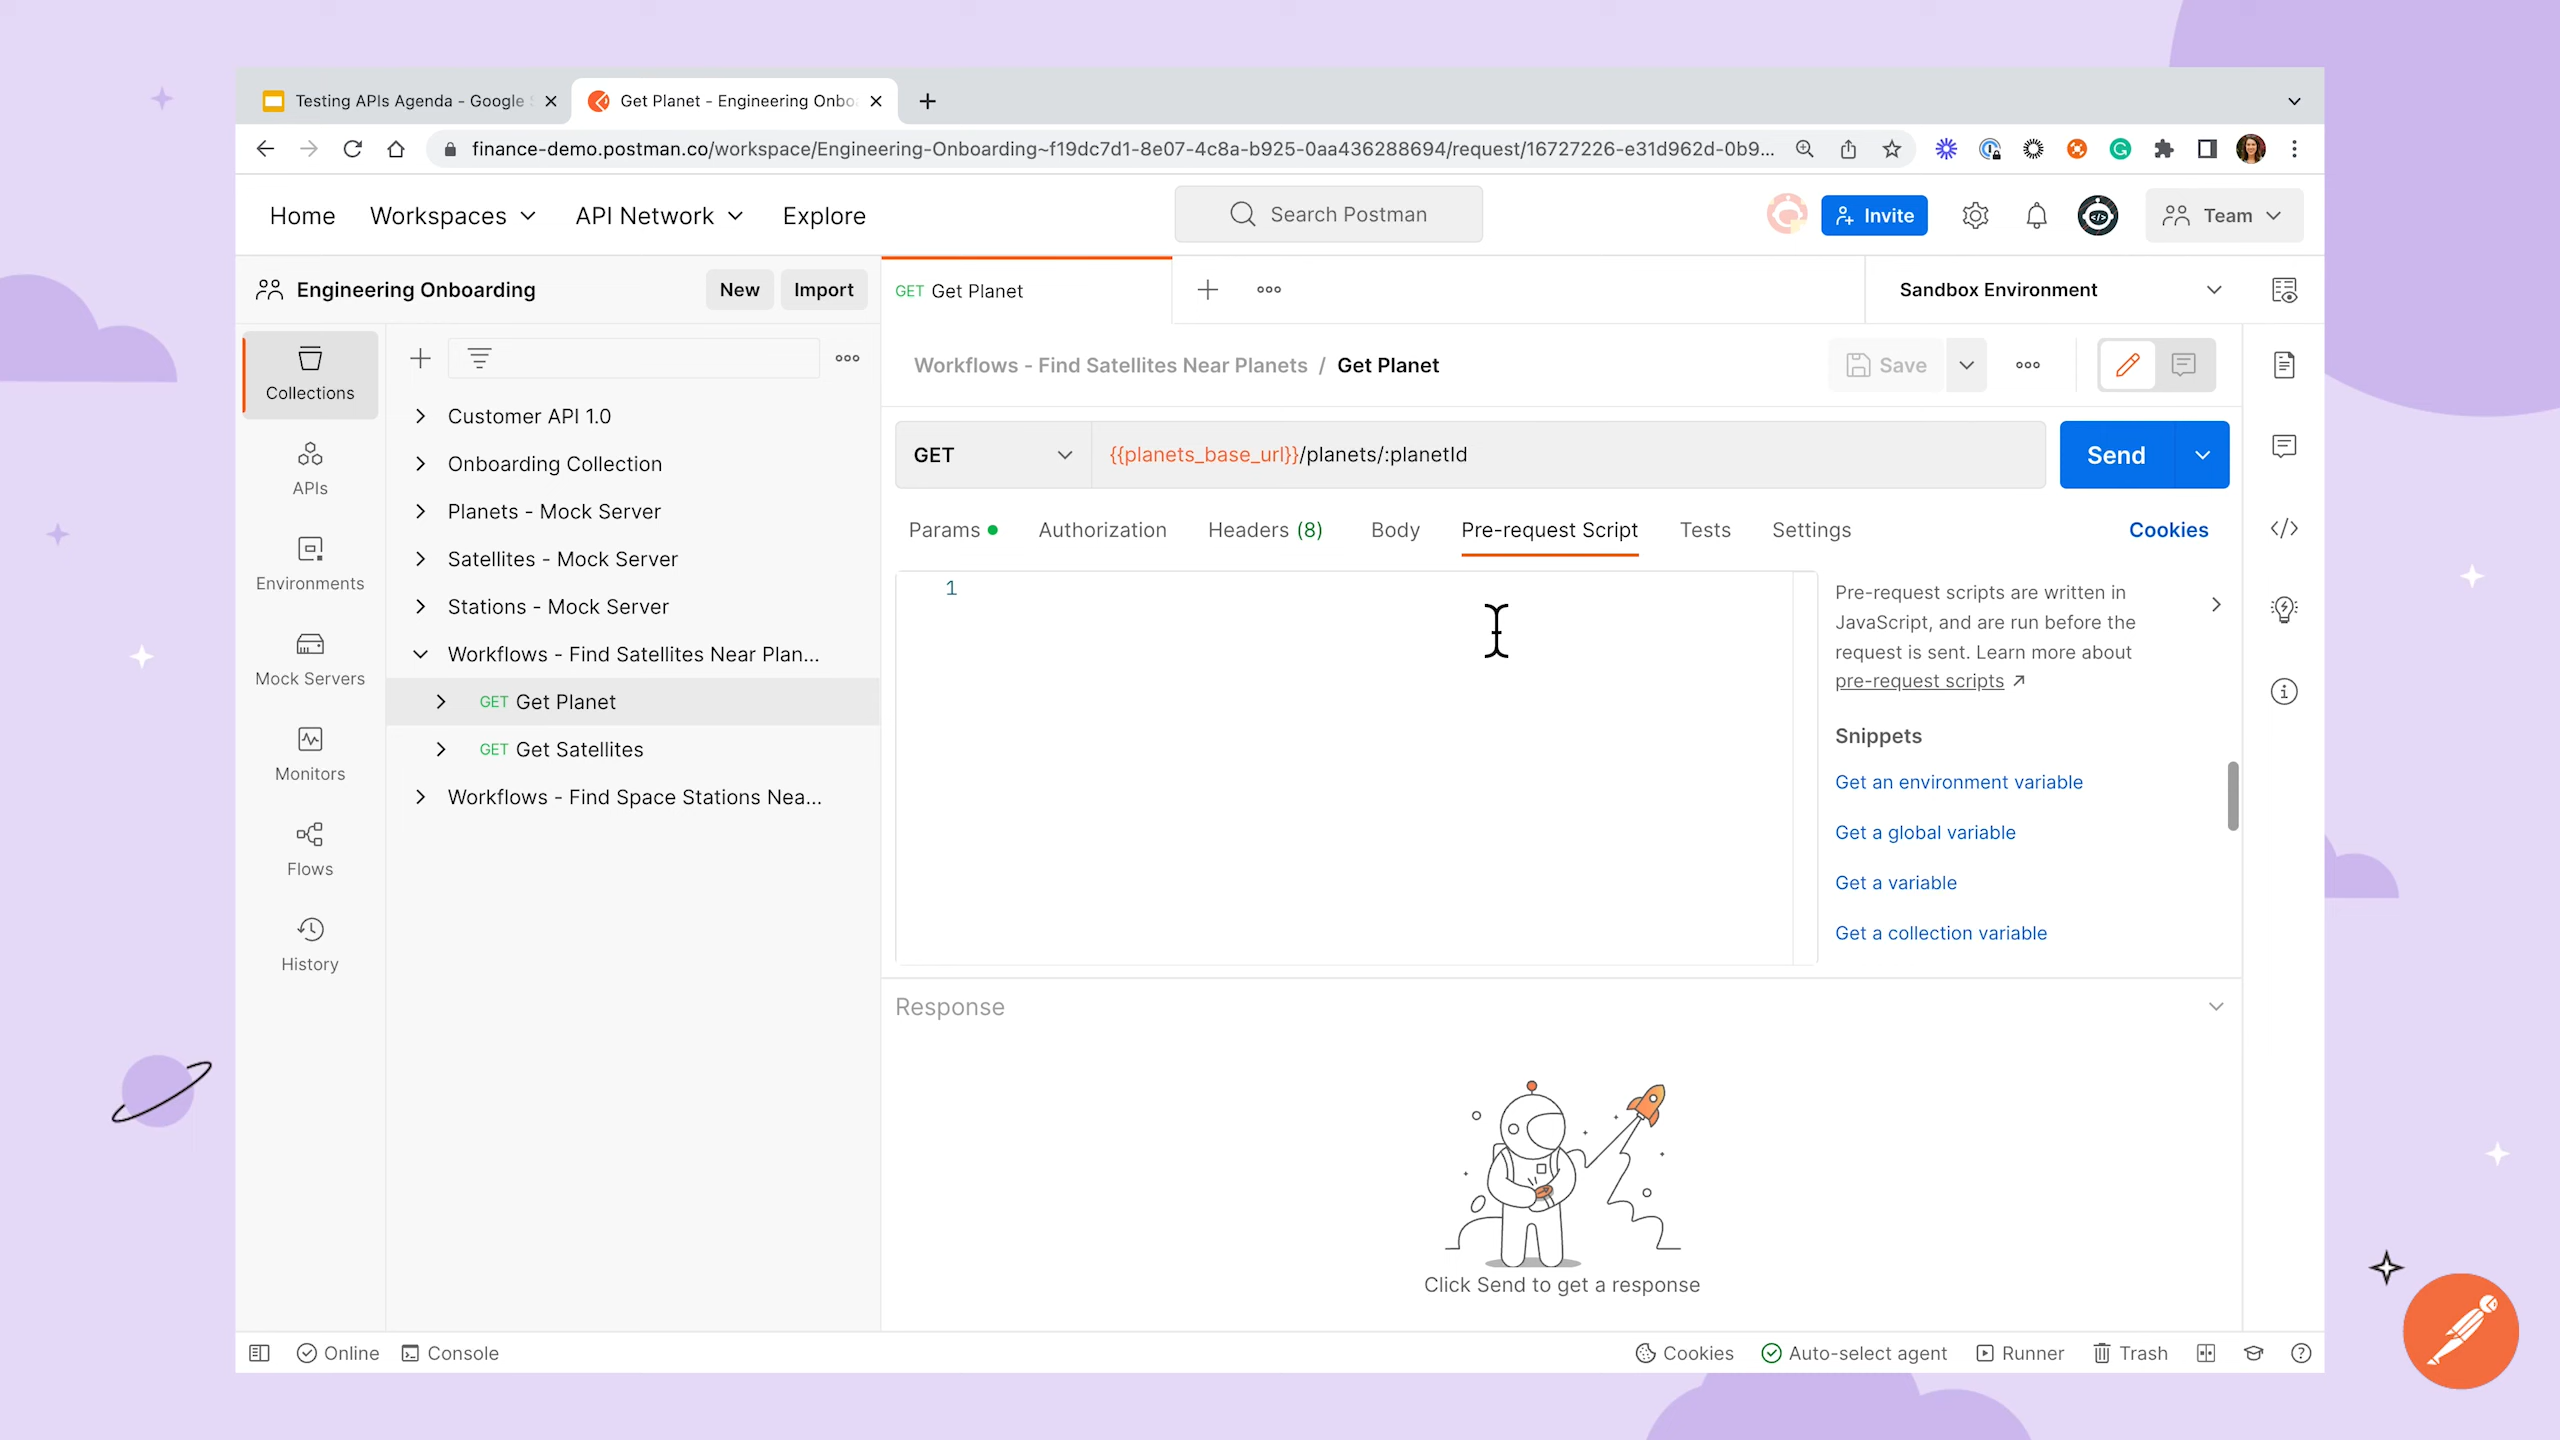 Testing APIs Agenda - Google
Get Planet - Engineering Onbo
finance-demo.postman.co/workspace/Engineering-Onboarding~f19dc7d1-8e07-4c8a-b925-0aa436288694/request/16727226-e31d962d-0b9...
Home Workspaces API Network Explore Search Postman Invite Team
Engineering Onboarding New Import
GET Get Planet
Sandbox Environment
Collections
APIs
Environments
Mock Servers
Monitors
Flows
History
Customer API 1.0
Onboarding Collection
Planets - Mock Server
Satellites - Mock Server
Stations - Mock Server
Workflows - Find Satellites Near Plan...
GET Get Planet
GET Get Satellites
Workflows - Find Space Stations Nea...
Workflows - Find Satellites Near Planets / Get Planet
Save
GET {{planets_base_url}}/planets/:planetId
Send
Params Authorization Headers (8) Body Pre-request Script Tests Settings Cookies
1
Pre-request scripts are written in
JavaScript, and are run before the
request is sent. Learn more about
pre-request scripts
Snippets
Get an environment variable
Get a global variable
Get a variable
Get a collection variable
Response
Click Send to get a response
Online Console Cookies Auto-select agent Runner Trash